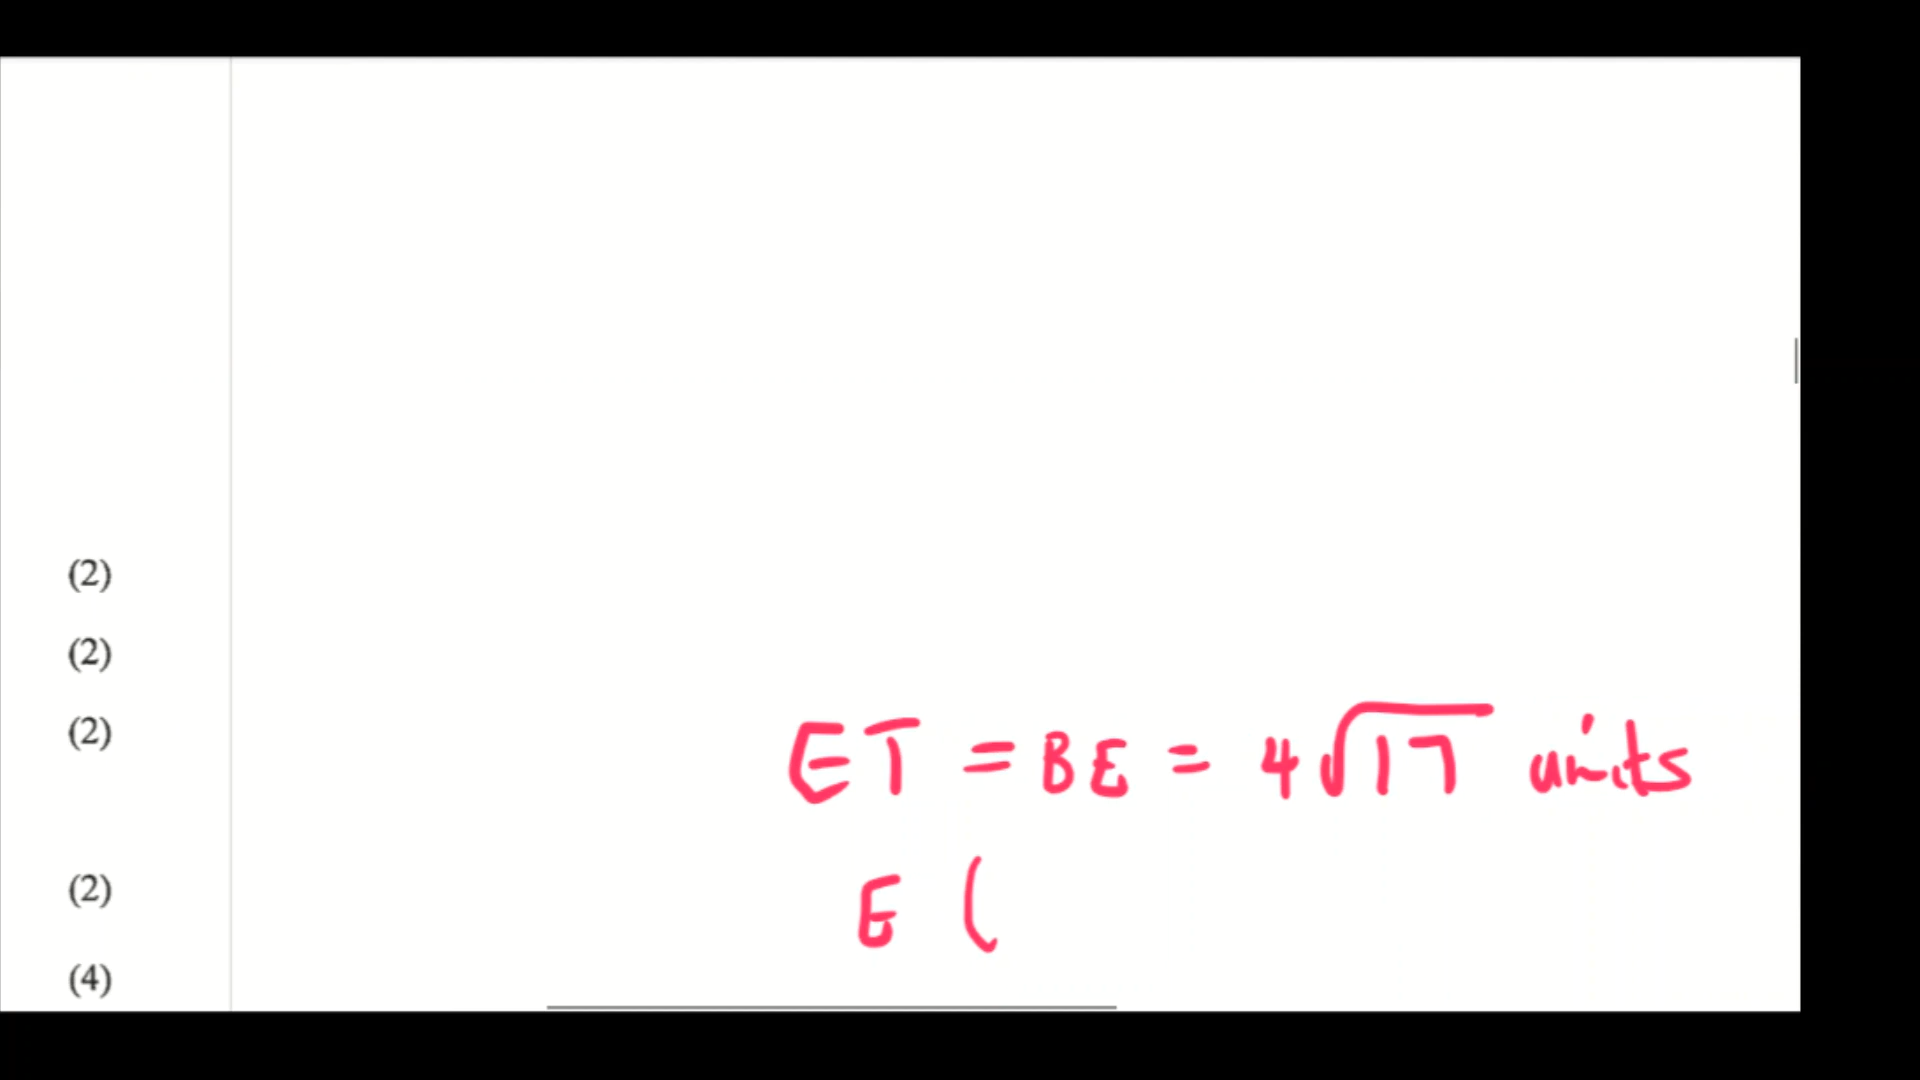 (2)
(2)
(2)
ET = BE = 4√17 units
(2)
E (
(4)